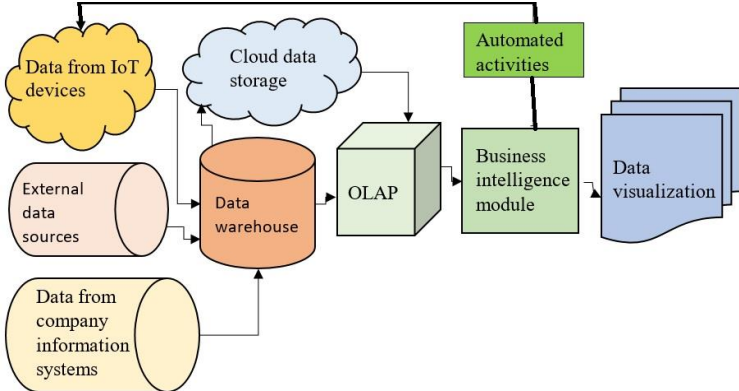 Data from IoT
devices
Cloud data
storage
Automated
activities
External
data
sources
Data
warehouse
OLAP
Business
intelligence
module
Data
visualization
Data from
company
information
systems